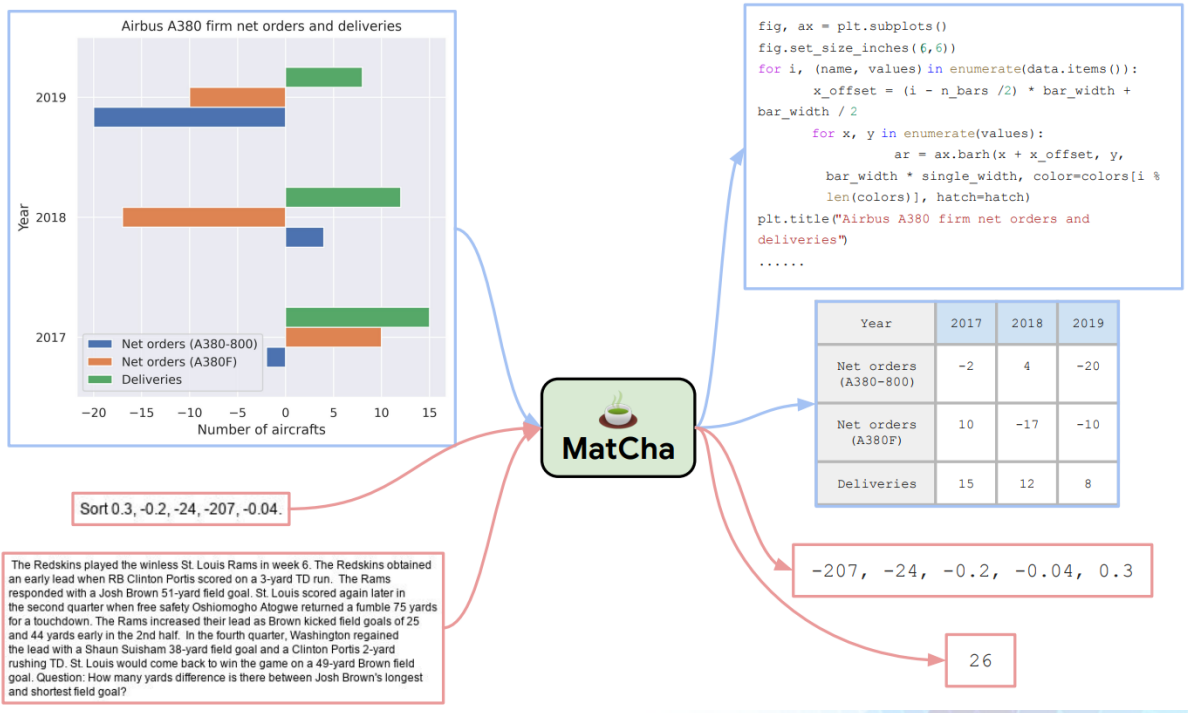 Airbus A380 firm net orders and deliveries
Year
2019
2018
2017
Net orders (A380-800)
Net orders (A380F)
Deliveries
−20 −15 −10 −5 0 5 10 15
Number of aircrafts
Sort 0.3, -0.2, -24, -207, -0.04.
The Redskins played the winless St. Louis Rams in week 6. The Redskins obtained
an early lead when RB Clinton Portis scored on a 3-yard TD run. The Rams
responded with a Josh Brown 51-yard field goal. St. Louis scored again later in
the second quarter when free safety Oshiomogho Atogwe returned a fumble 75 yards
for a touchdown. The Rams increased their lead as Brown kicked field goals of 25
and 44 yards early in the 2nd half. In the fourth quarter, Washington regained
the lead with a Shaun Suisham 38-yard field goal and a Clinton Portis 2-yard
rushing TD. St. Louis would come back to win the game on a 49-yard Brown field
goal. Question: How many yards difference is there between Josh Brown's longest
and shortest field goal?
MatCha
fig, ax = plt.subplots()
fig.set_size_inches(6,6))
for i, (name, values) in enumerate(data.items()):
x_offset = (i - n_bars /2) * bar_width +
bar_width / 2
for x, y in enumerate(values):
ar = ax.barh(x + x_offset, y,
bar_width * single_width, color=colors[i %
len(colors)], hatch=hatch)
plt.title("Airbus A380 firm net orders and
deliveries")
......
Year 2017 2018 2019
Net orders
(A380-800) -2 4 -20
Net orders
(A380F) 10 -17 -10
Deliveries 15 12 8
-207, -24, -0.2, -0.04, 0.3
26